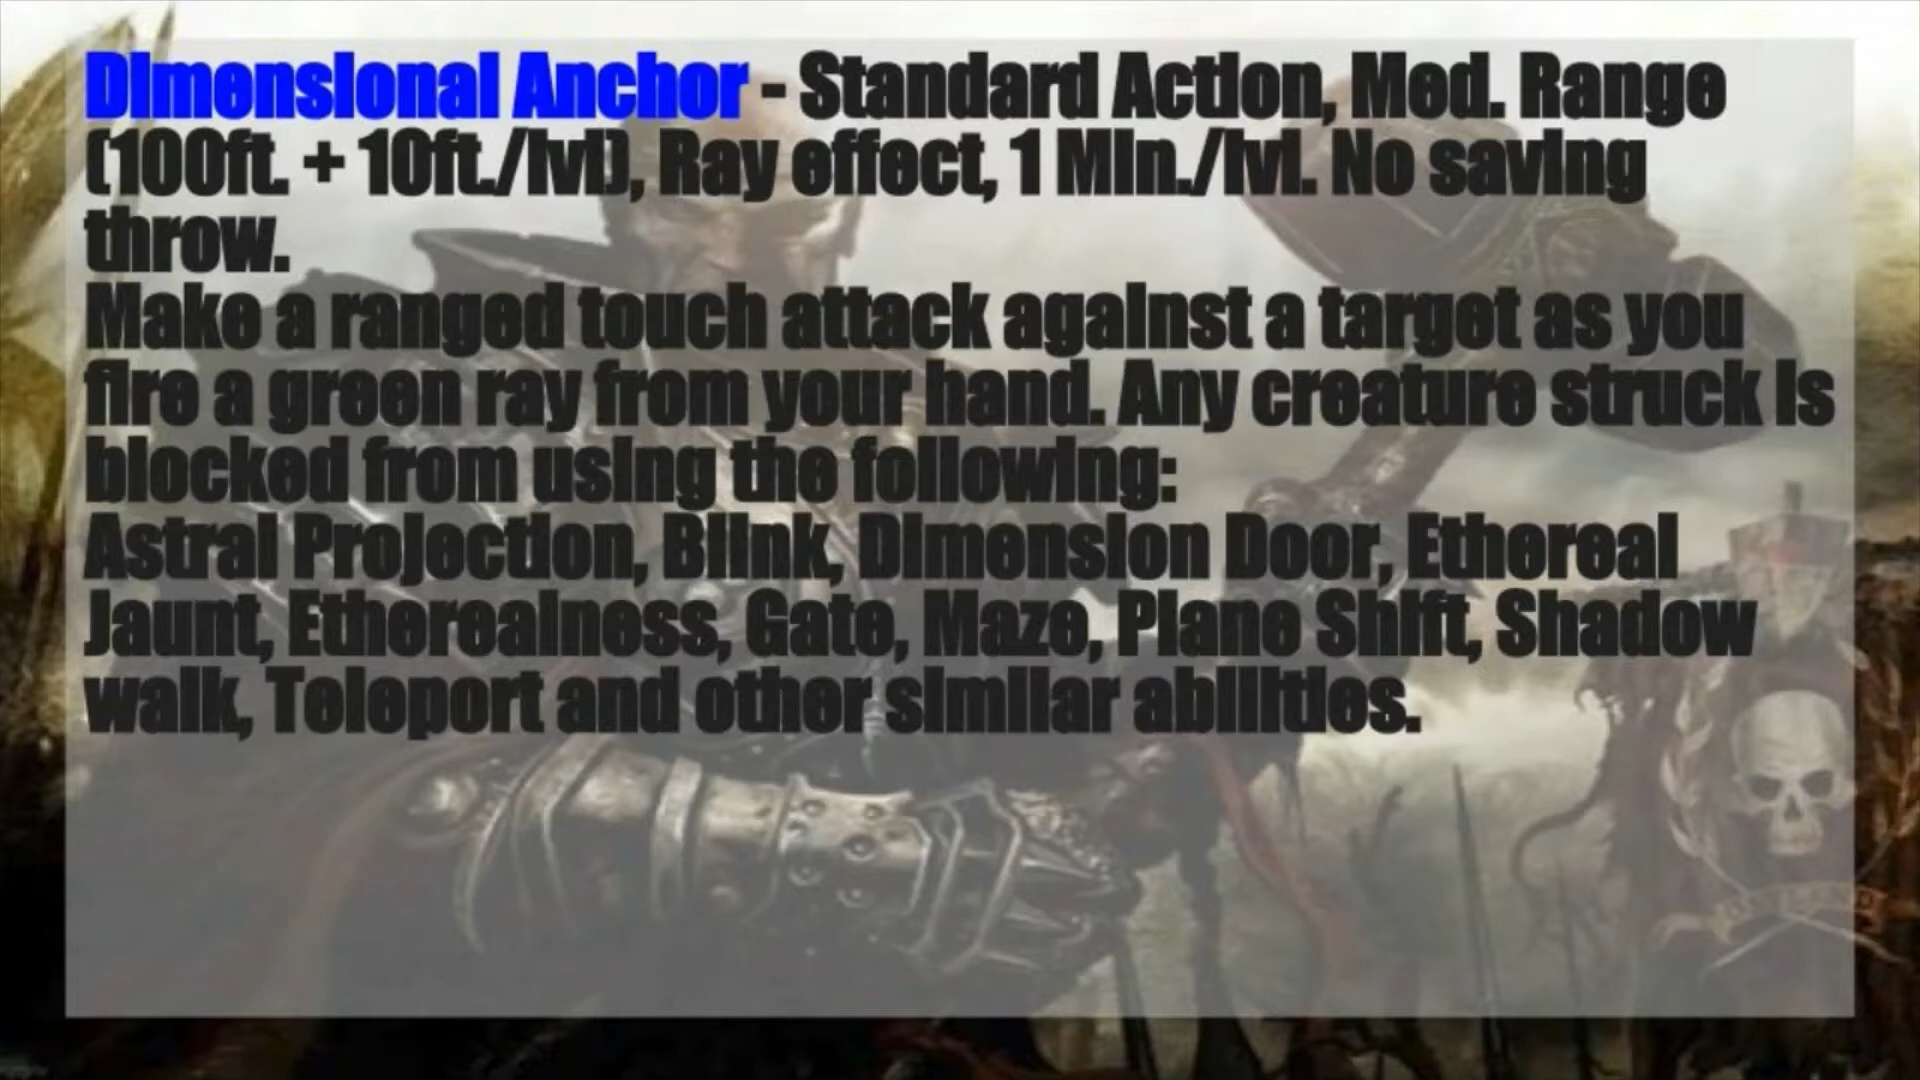 Dimensional Anchor - Standard Action, Med. Range
(100ft. + 10ft./lvl), Ray effect, 1 Min./lvl. No saving
throw.
Make a ranged touch attack against a target as you
fire a green ray from your hand. Any creature struck is
blocked from using the following:
Astral Projection, Blink, Dimension Door, Ethereal
Jaunt, Etherealness, Gate, Maze, Plane Shift, Shadow
walk, Teleport and other similar abilities.